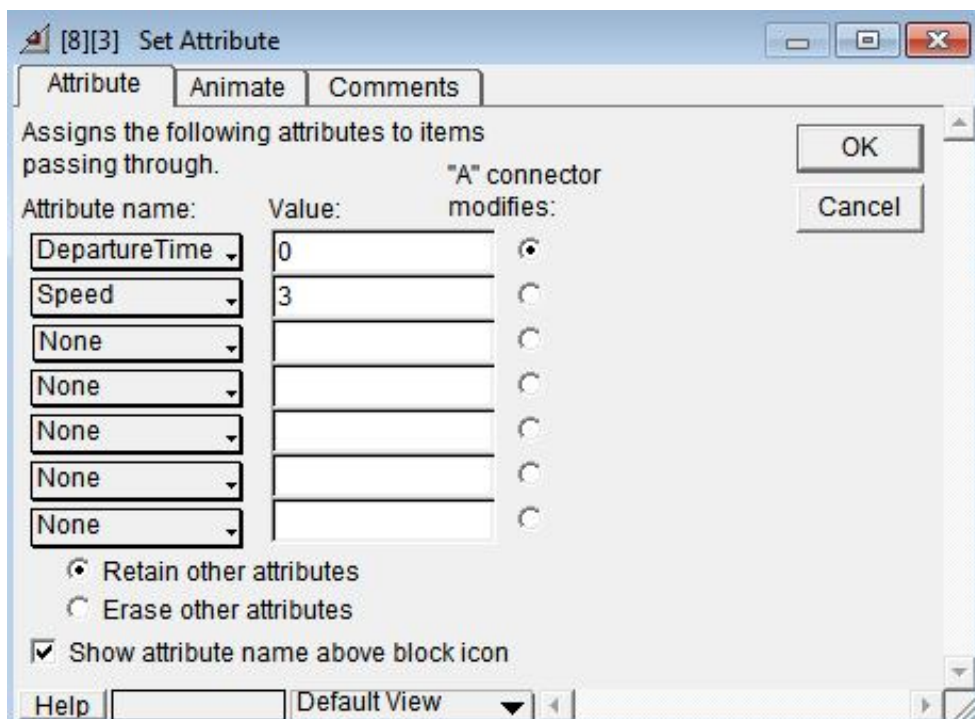 [8][3] Set Attribute
Attribute Animate Comments
Assigns the following attributes to items
passing through.
"A" connector
modifies:
Attribute name: Value:
OK
Cancel
DepartureTime 0
Speed 3
None
None
None
None
None
Retain other attributes
Erase other attributes
Show attribute name above block icon
Help Default View